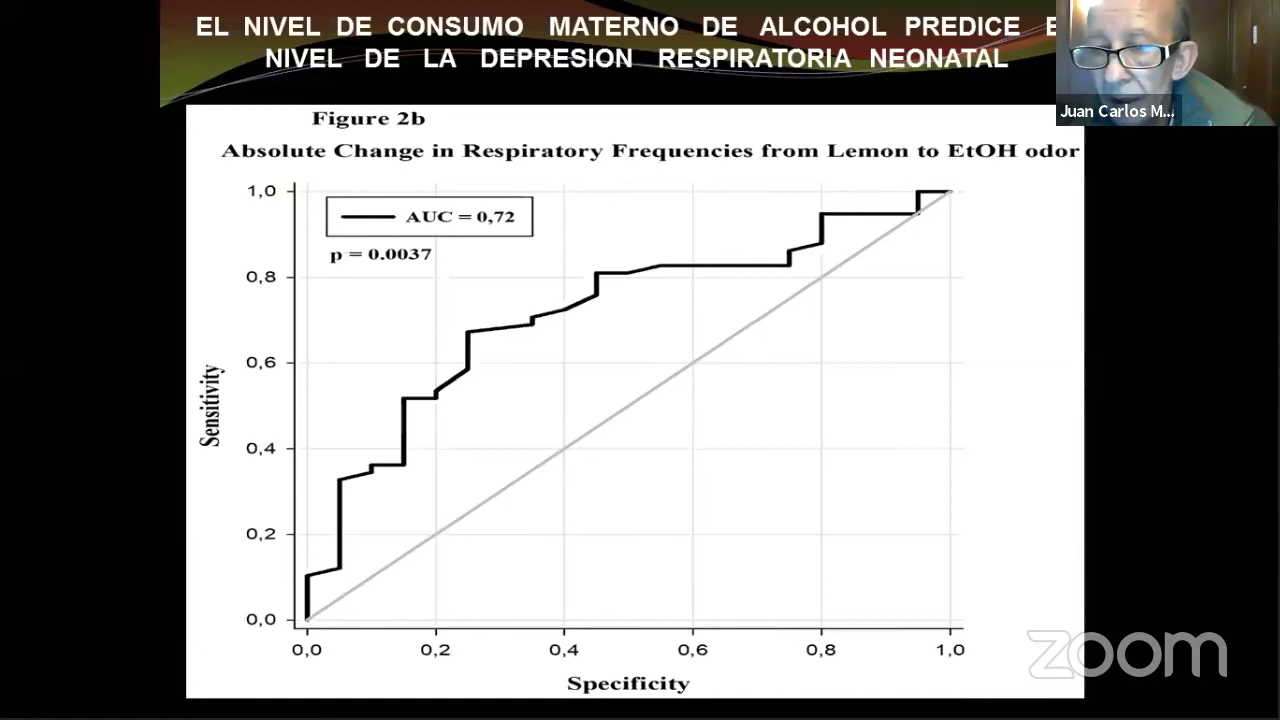 EL NIVEL DE CONSUMO MATERNO DE ALCOHOL PREDICE
NIVEL DE LA DEPRESION RESPIRATORIA NEONATAL
Juan Carlos M...
Figure 2b
Absolute Change in Respiratory Frequencies from Lemon to EtOH odor
AUC = 0,72
p = 0.0037
1,0
0,8
0,6
0,4
0,2
0,0
Sensitivity
0,0 0,2 0,4 0,6 0,8 1,0
Specificity
zoom